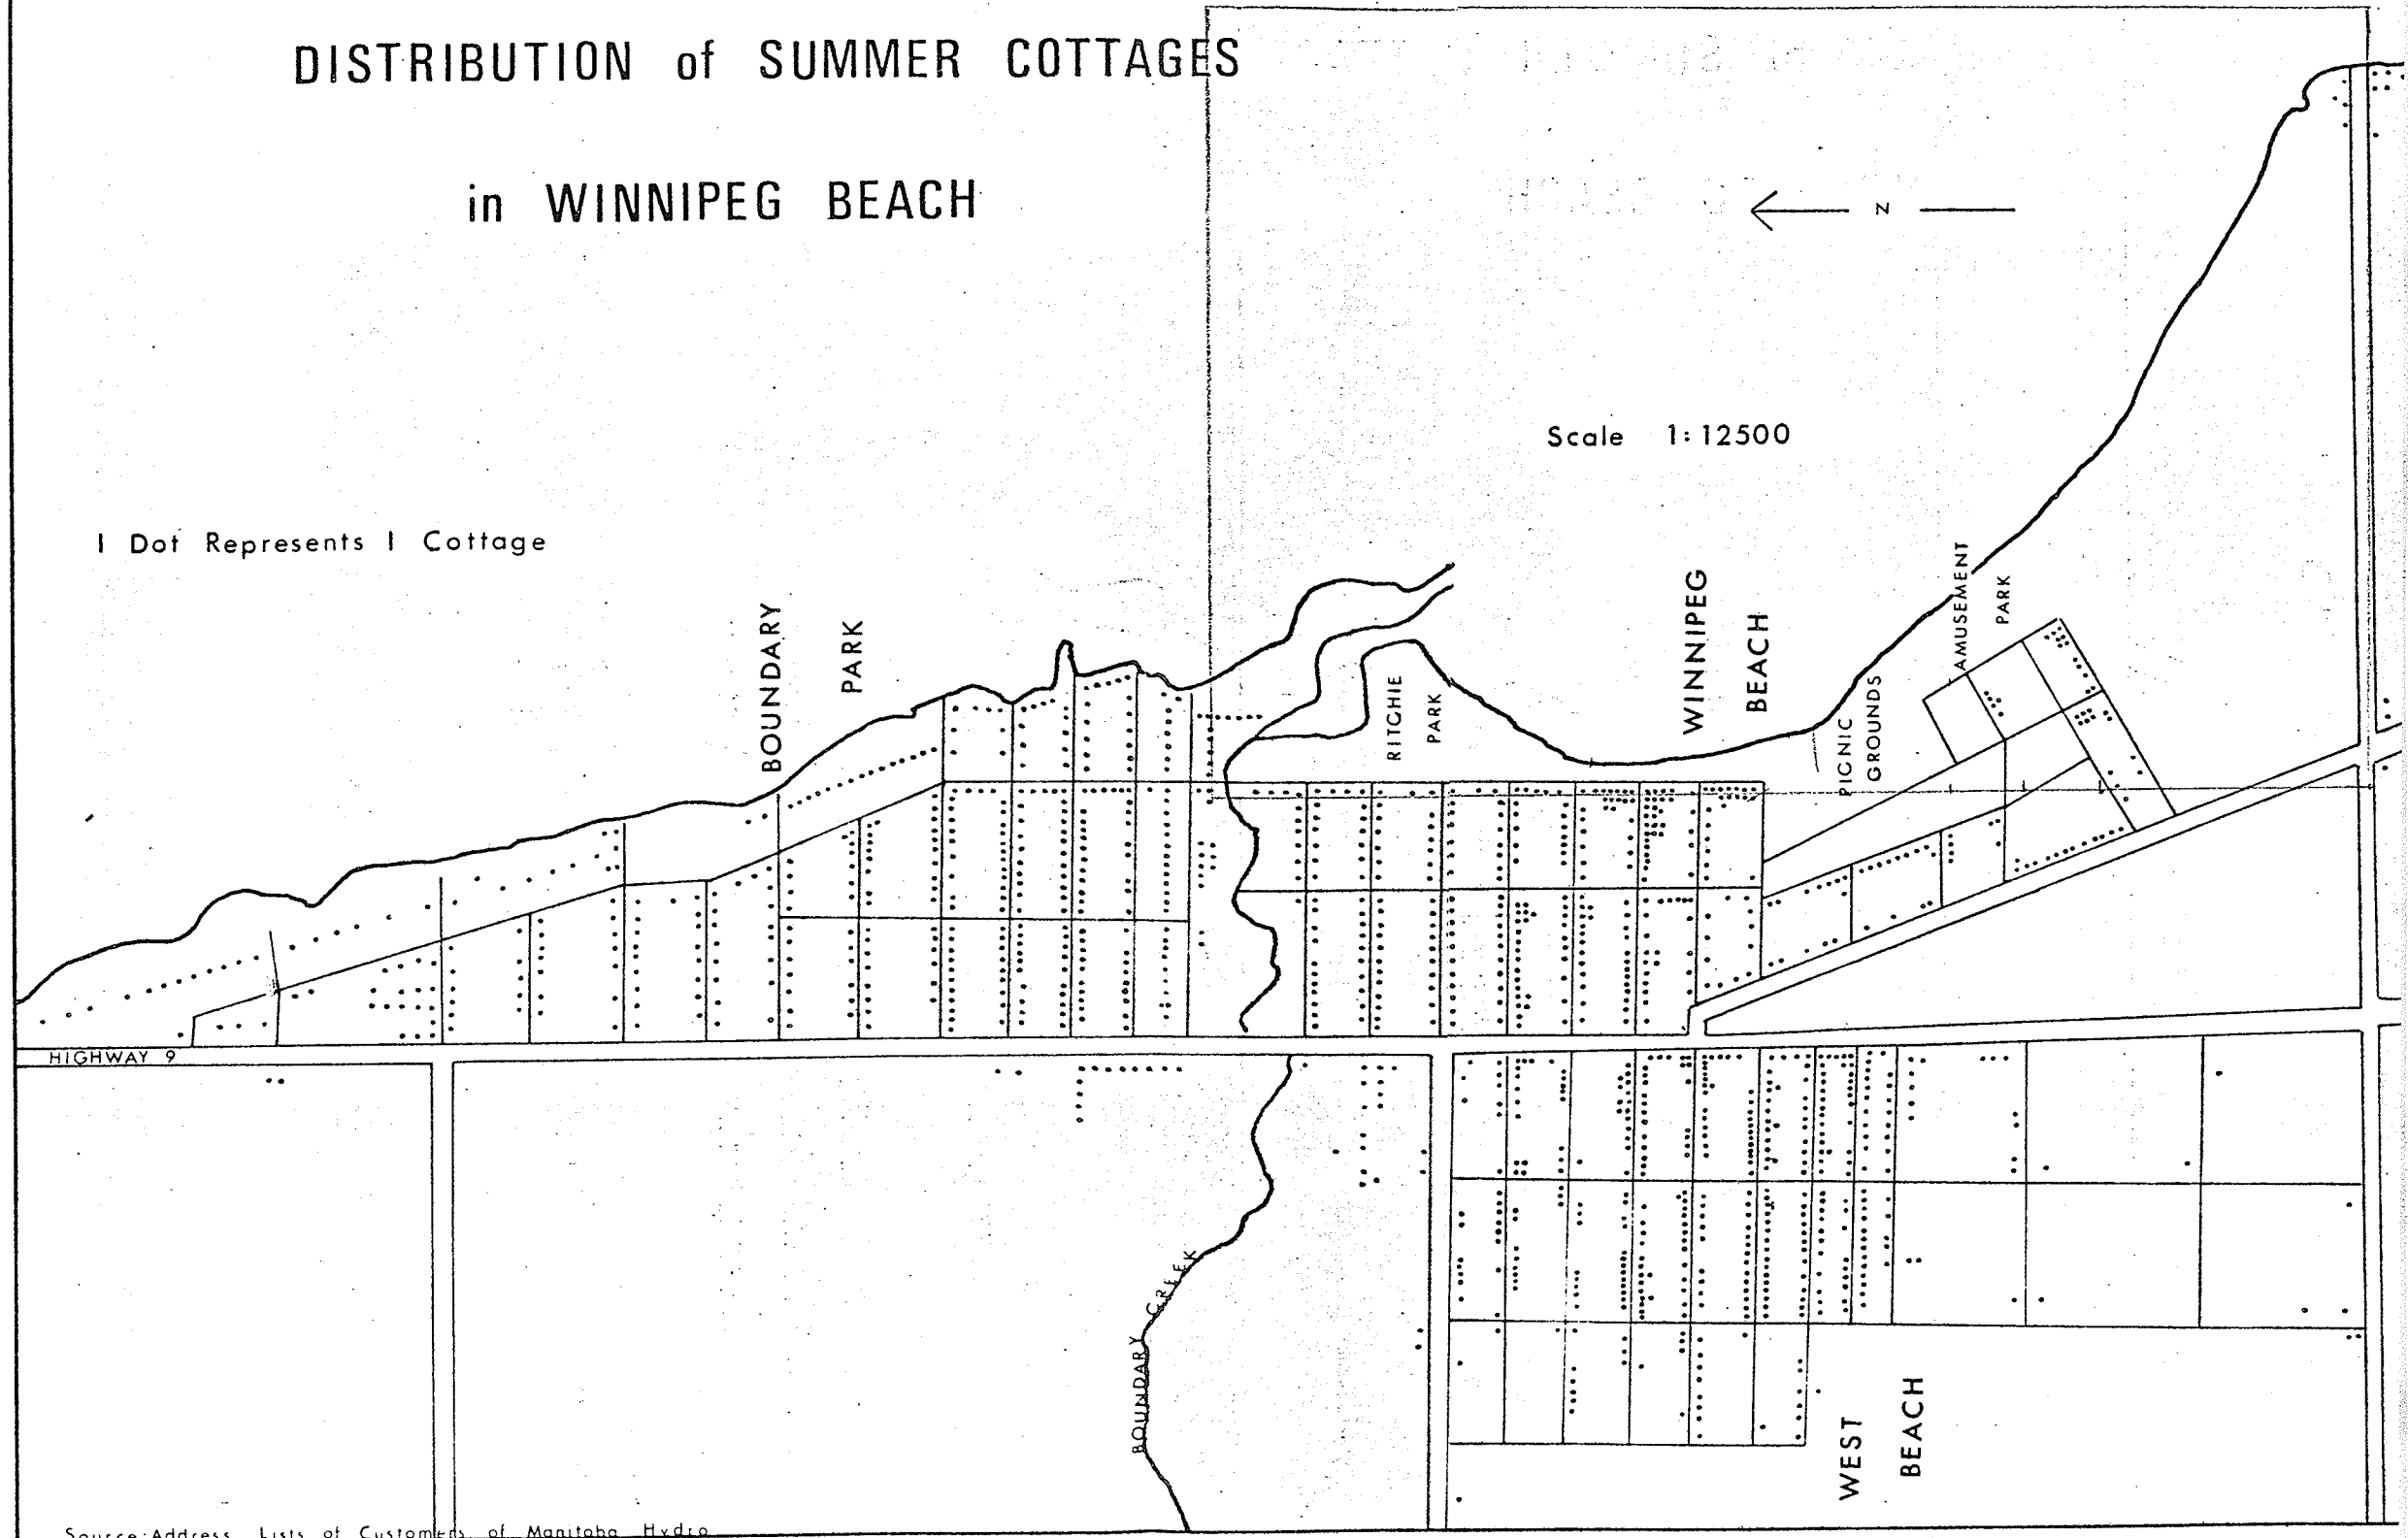 DISTRIBUTION of SUMMER COTTAGES
in WINNIPEG BEACH
N
Scale 1:12500
1 Dot Represents 1 Cottage
BOUNDARY
PARK
RITCHIE
PARK
WINNIPEG
BEACH
PICNIC
GROUNDS
AMUSEMENT
PARK
HIGHWAY 9
BOUNDARY CREEK
WEST
BEACH
Source: Address Lists of Customers of Manitoba Hydro